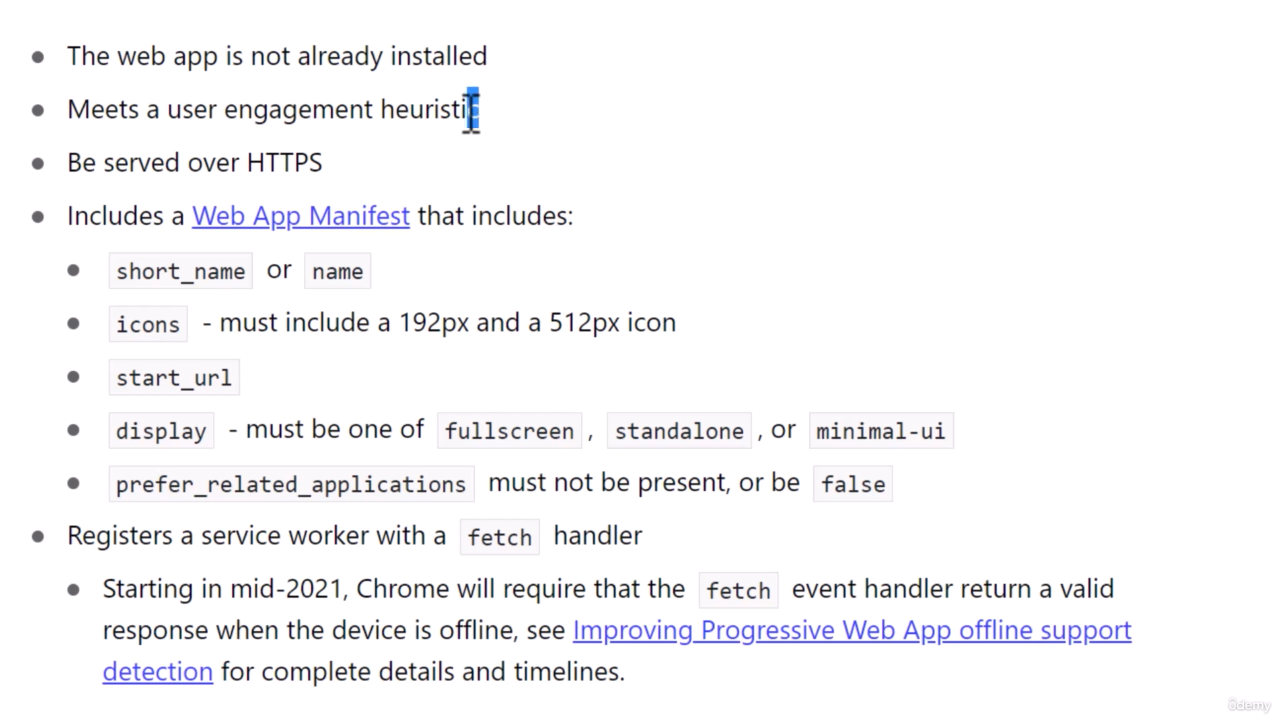 The web app is not already installed
Meets a user engagement heuristic
Be served over HTTPS
Includes a Web App Manifest that includes:
short_name or name
icons - must include a 192px and a 512px icon
start_url
display - must be one of fullscreen, standalone, or minimal-ui
prefer_related_applications must not be present, or be false
Registers a service worker with a fetch handler
Starting in mid-2021, Chrome will require that the fetch event handler return a valid
response when the device is offline, see Improving Progressive Web App offline support
detection for complete details and timelines.
ûdemy